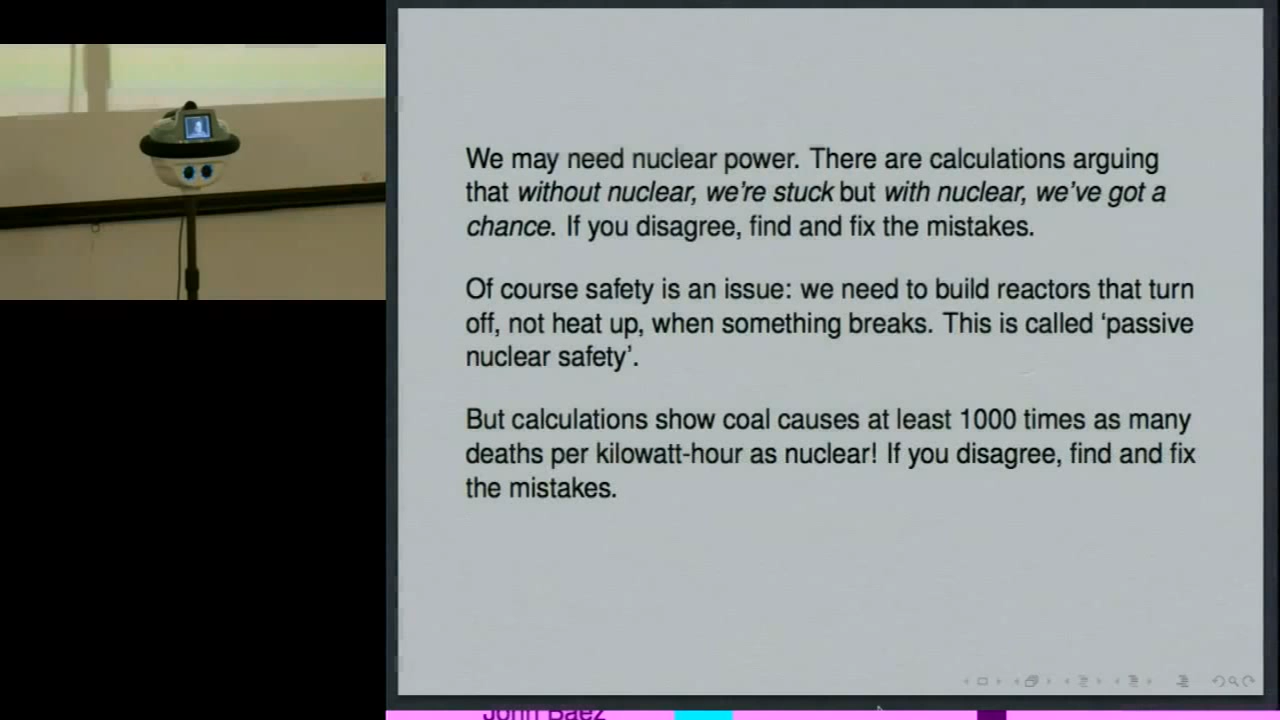 We may need nuclear power. There are calculations arguing
that without nuclear, we're stuck but with nuclear, we've got a
chance. If you disagree, find and fix the mistakes.
Of course safety is an issue: we need to build reactors that turn
off, not heat up, when something breaks. This is called ‘passive
nuclear safety’.
But calculations show coal causes at least 1000 times as many
deaths per kilowatt-hour as nuclear! If you disagree, find and fix
the mistakes.
John Baez